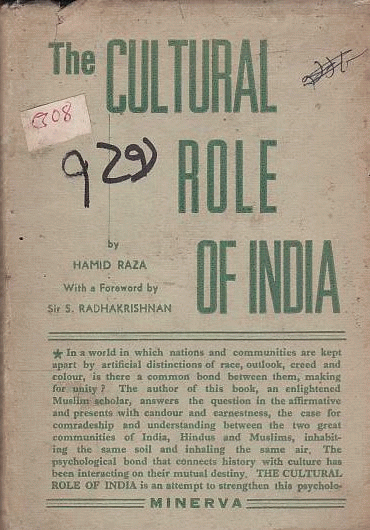 The CULTURAL
ROLE
OF INDIA
by
HAMID RAZA
With a Foreword by
Sir S. RADHAKRISHNAN
★ In a world in which nations and communities are kept
apart by artificial distinctions of race, outlook, creed and
colour, is there a common bond between them, making
for unity ? The author of this book, an enlightened
Muslim scholar, answers the question in the affirmative
and presents with candour and earnestness, the case for
comradeship and understanding between the two great
communities of India, Hindus and Muslims, inhabit-
ing the same soil and inhaling the same air. The
psychological bond that connects history with culture has
been interacting on their mutual destiny. THE CULTURAL
ROLE OF INDIA is an attempt to strengthen this psycholo-
MINERVA